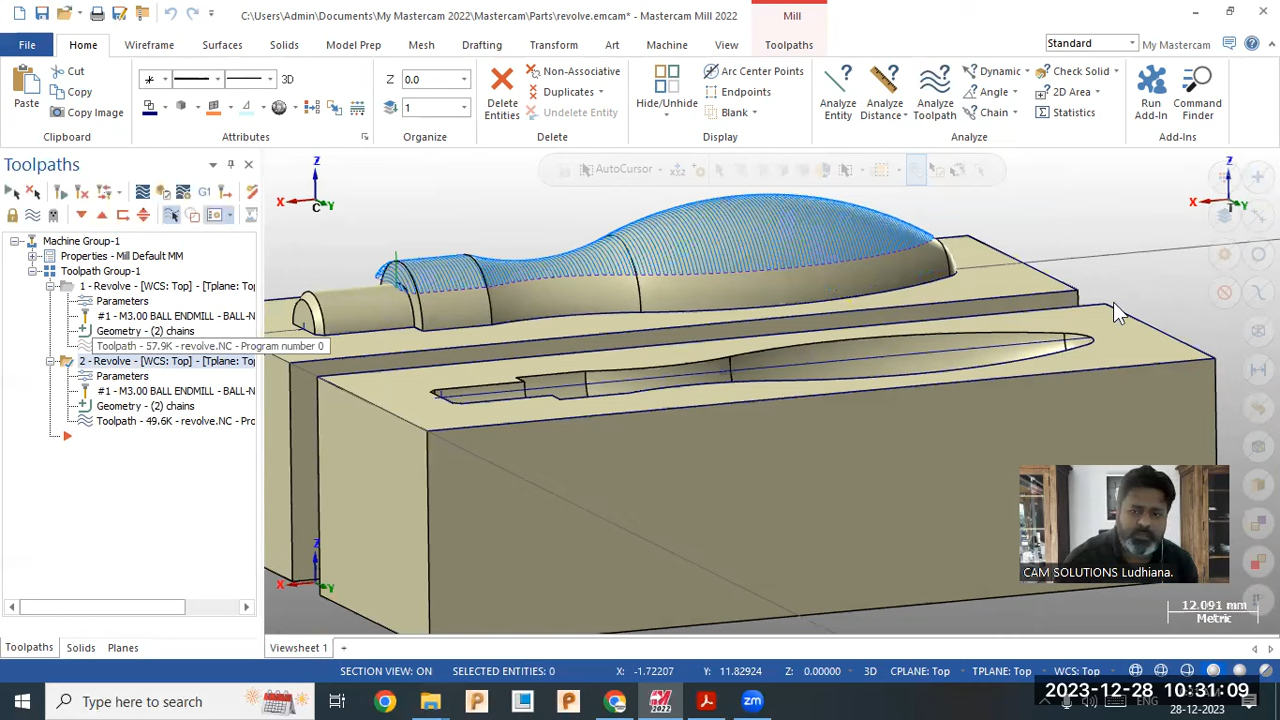 C:\Users\Admin\Documents\My Mastercam 2022\Mastercam\Parts\revolve.emcam* - Mastercam Mill 2022
Mill
File Home Wireframe Surfaces Solids Model Prep Mesh Drafting Transform Art Machine View Toolpaths
Standard My Mastercam
Paste
Cut
Copy
Copy Image
Clipboard
3D
Attributes
Z 0.0
1
Organize
Delete Entities
Non-Associative
Duplicates
Undelete Entity
Delete
Hide/Unhide
Arc Center Points
Endpoints
Blank
Display
Analyze Entity
Analyze Distance
Analyze Toolpath
Dynamic
Angle
Chain
Check Solid
2D Area
Statistics
Analyze
Run Add-In
Command Finder
Add-Ins
Toolpaths
G1
Machine Group-1
Properties - Mill Default MM
Toolpath Group-1
1 - Revolve - [WCS: Top] - [Tplane: Top
Parameters
#1 - M3.00 BALL ENDMILL - BALL-N
Geometry - (2) chains
Toolpath - 57.9K - revolve.NC - Program number 0
2 - Revolve - [WCS: Top] - [Tplane: Top
Parameters
#1 - M3.00 BALL ENDMILL - BALL-N
Geometry - (2) chains
Toolpath - 49.6K - revolve.NC - Pro
AutoCursor
Z
X
Y
C
Z
X
Y
T
Z
X
Y
CAM SOLUTIONS Ludhiana.
12.091 mm
Metric
Toolpaths Solids Planes
Viewsheet 1 +
SECTION VIEW: ON SELECTED ENTITIES: 0 X: -1.72207 Y: 11.82924 Z: 0.00000 3D CPLANE: Top TPLANE: Top WCS: Top
Type here to search
2022
ENG
2023-12-28 10:31:09
28-12-2023